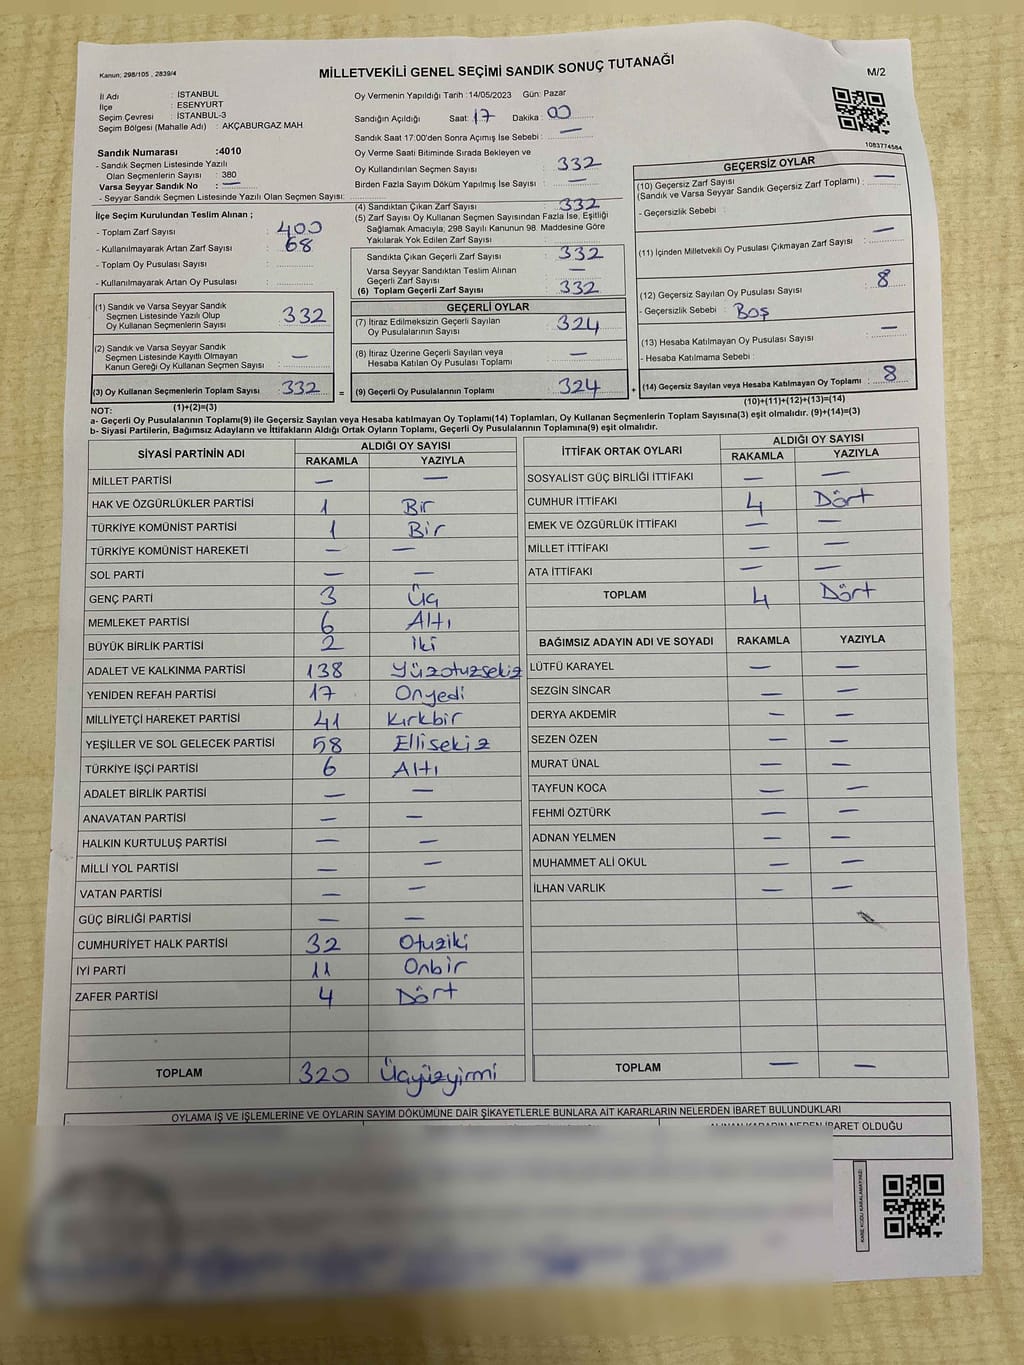 Kanun; 298/105 , 2839/4
MİLLETVEKİLİ GENEL SEÇİMİ SANDIK SONUÇ TUTANAĞI
M/2
İl Adı : İSTANBUL
İlçe : ESENYURT
Seçim Çevresi : İSTANBUL-3
Seçim Bölgesi (Mahalle Adı) : AKÇABURGAZ MAH.
Sandık Numarası :4010
- Sandık Seçmen Listesinde Yazılı
Olan Seçmenlerin Sayısı : 380
Varsa Seyyar Sandık No : —
- Seyyar Sandık Seçmen Listesinde Yazılı Olan Seçmen Sayısı:
Oy Vermenin Yapıldığı Tarih :14/05/2023 Gün: Pazar
Sandığın Açıldığı Saat: 17 Dakika : 00
Sandık Saat 17:00'den Sonra Açımış İse Sebebi : —
Oy Verme Saati Bitiminde Sırada Bekleyen ve
Oy Kullandırılan Seçmen Sayısı : 332
Birden Fazla Sayım Döküm Yapılmış İse Sayısı : —
1083774584
İlçe Seçim Kurulundan Teslim Alınan ;
- Toplam Zarf Sayısı : 400
- Kullanılmayarak Artan Zarf Sayısı : 68
- Toplam Oy Pusulası Sayısı :
- Kullanılmayarak Artan Oy Pusulası :
(4) Sandıktan Çıkan Zarf Sayısı : 332
(5) Zarf Sayısı Oy Kullanan Seçmen Sayısından Fazla İse, Eşitliği
Sağlamak Amacıyla, 298 Sayılı Kanunun 98. Maddesine Göre
Yakılarak Yok Edilen Zarf Sayısı :
Sandıkta Çıkan Geçerli Zarf Sayısı : 332
Varsa Seyyar Sandıktan Teslim Alınan
Geçerli Zarf Sayısı : —
(6) Toplam Geçerli Zarf Sayısı : 332
GEÇERSİZ OYLAR
(10) Geçersiz Zarf Sayısı
(Sandık ve Varsa Seyyar Sandık Geçersiz Zarf Toplamı) : —
- Geçersizlik Sebebi :
(11) İçinden Milletvekili Oy Pusulası Çıkmayan Zarf Sayısı : —
(12) Geçersiz Sayılan Oy Pusulası Sayısı : 8
- Geçersizlik Sebebi : Boş
(13) Hesaba Katılmayan Oy Pusulası Sayısı : —
- Hesaba Katılmama Sebebi :
(14) Geçersiz Sayılan veya Hesaba Katılmayan Oy Toplamı : 8
(10)+(11)+(12)+(13)=(14)
(1) Sandık ve Varsa Seyyar Sandık
Seçmen Listesinde Yazılı Olup
Oy Kullanan Seçmenlerin Sayısı : 332
(2) Sandık ve Varsa Seyyar Sandık
Seçmen Listesinde Kayıtlı Olmayan
Kanun Gereği Oy Kullanan Seçmen Sayısı : —
(3) Oy Kullanan Seçmenlerin Toplam Sayısı : 332 =
(1)+(2)=(3)
GEÇERLİ OYLAR
(7) İtiraz Edilmeksizin Geçerli Sayılan
Oy Pusulalarının Sayısı : 324
(8) İtiraz Üzerine Geçerli Sayılan veya
Hesaba Katılan Oy Pusulası Toplamı : —
(9) Geçerli Oy Pusulalarının Toplamı : 324 +
NOT:
a- Geçerli Oy Pusulalarının Toplamı(9) ile Geçersiz Sayılan veya Hesaba katılmayan Oy Toplamı(14) Toplamları, Oy Kullanan Seçmenlerin Toplam Sayısına(3) eşit olmalıdır. (9)+(14)=(3)
b- Siyasi Partilerin, Bağımsız Adayların ve İttifakların Aldığı Ortak Oyların Toplamı, Geçerli Oy Pusulalarının Toplamına(9) eşit olmalıdır.
SİYASİ PARTİNİN ADI ALDIĞI OY SAYISI
RAKAMLA YAZIYLA
MİLLET PARTİSİ — —
HAK VE ÖZGÜRLÜKLER PARTİSİ 1 Bir
TÜRKİYE KOMÜNİST PARTİSİ 1 Bir
TÜRKİYE KOMÜNİST HAREKETİ — —
SOL PARTİ — —
GENÇ PARTİ 3 Üç
MEMLEKET PARTİSİ 6 Altı
BÜYÜK BİRLİK PARTİSİ 2 İki
ADALET VE KALKINMA PARTİSİ 138 Yüzotuzsekiz
YENİDEN REFAH PARTİSİ 17 Onyedi
MİLLİYETÇİ HAREKET PARTİSİ 41 Kırkbir
YEŞİLLER VE SOL GELECEK PARTİSİ 58 Ellisekiz
TÜRKİYE İŞÇİ PARTİSİ 6 Altı
ADALET BİRLİK PARTİSİ — —
ANAVATAN PARTİSİ — —
HALKIN KURTULUŞ PARTİSİ — —
MİLLİ YOL PARTİSİ — —
VATAN PARTİSİ — —
GÜÇ BİRLİĞİ PARTİSİ — —
CUMHURİYET HALK PARTİSİ 32 Otuziki
İYİ PARTİ 11 Onbir
ZAFER PARTİSİ 4 Dört
TOPLAM 320 Üçyüzyirmi
İTTİFAK ORTAK OYLARI ALDIĞI OY SAYISI
RAKAMLA YAZIYLA
SOSYALİST GÜÇ BİRLİĞİ İTTİFAKI — —
CUMHUR İTTİFAKI 4 Dört
EMEK VE ÖZGÜRLÜK İTTİFAKI — —
MİLLET İTTİFAKI — —
ATA İTTİFAKI — —
TOPLAM 4 Dört
BAĞIMSIZ ADAYIN ADI VE SOYADI RAKAMLA YAZIYLA
LÜTFÜ KARAYEL — —
SEZGİN SİNCAR — —
DERYA AKDEMİR — —
SEZEN ÖZEN — —
MURAT ÜNAL — —
TAYFUN KOCA — —
FEHMİ ÖZTÜRK — —
ADNAN YELMEN — —
MUHAMMET ALİ OKUL — —
İLHAN VARLIK — —
TOPLAM — —
OYLAMA İŞ VE İŞLEMLERİNE VE OYLARIN SAYIM DÖKÜMÜNE DAİR ŞİKAYETLERLE BUNLARA AİT KARARLARIN NELERDEN İBARET BULUNDUKLARI
ALINAN KARARIN NEDEN İBARET OLDUĞU
KARE KODU KARALAMAYINIZ!